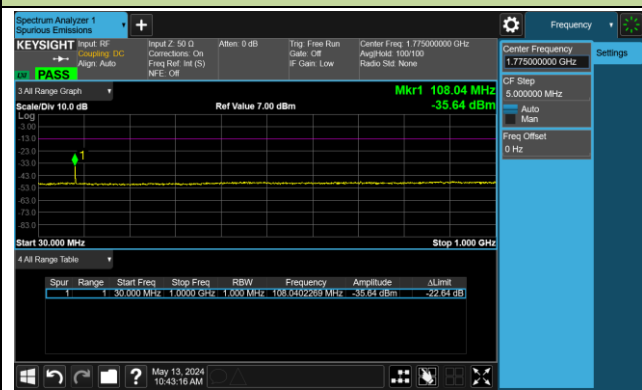 Spectrum Analyzer 1
Spurious Emissions
Frequency
KEYSIGHT
Input: RF
Coupling: DC
Align: Auto
Input Z: 50 Ω
Corrections: On
Freq Ref: Int (S)
NFE: Off
Atten: 0 dB
Trig: Free Run
Gate: Off
IF Gain: Low
Center Freq: 1.775000000 GHz
Avg|Hold: 100/100
Radio Std: None
LXI PASS
Center Frequency
1.775000000 GHz
Settings
CF Step
5.000000 MHz
Auto
Man
Freq Offset
0 Hz
3 All Range Graph
Mkr1 108.04 MHz
Scale/Div 10.0 dB
Ref Value 7.00 dBm
-35.64 dBm
Log
-3.00
-13.0
-23.0
-33.0
-43.0
-53.0
-63.0
-73.0
-83.0
1
Start 30.000 MHz
Stop 1.000 GHz
4 All Range Table
Spur Range Start Freq Stop Freq RBW Frequency Amplitude ΔLimit
1 1 30.000 MHz 1.0000 GHz 1.000 MHz 108.0402269 MHz -35.64 dBm -22.64 dB
?
May 13, 2024
10:43:16 AM